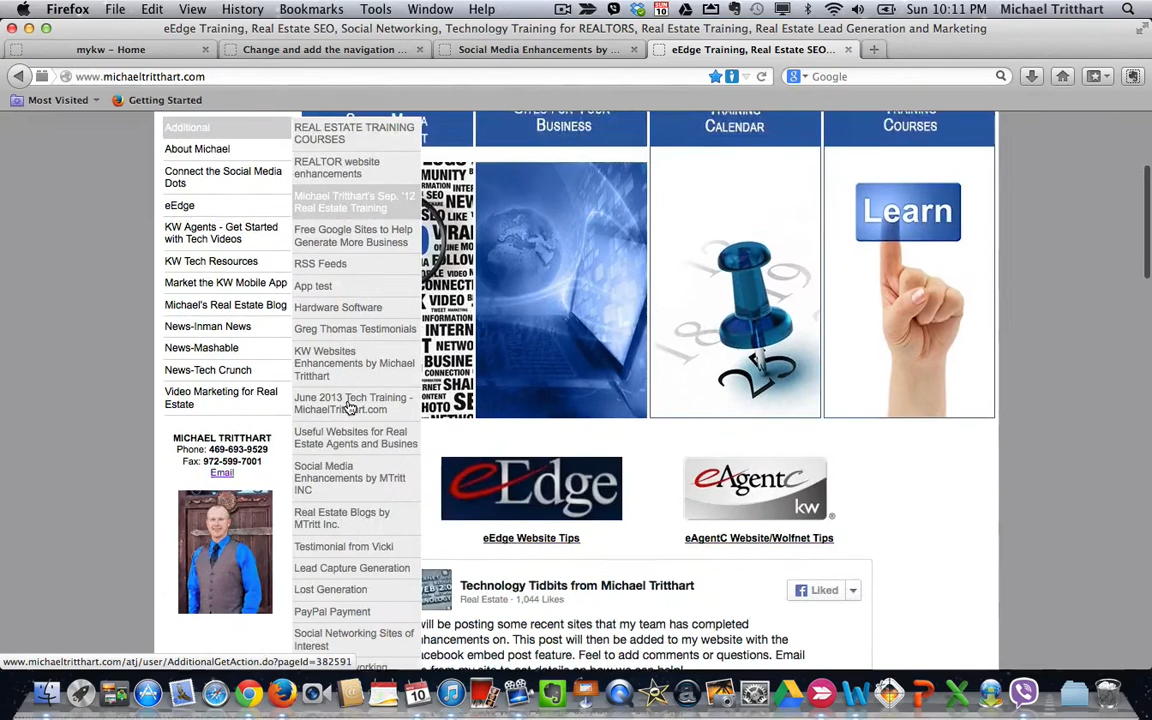 Firefox File Edit View History Bookmarks Tools Window Help Sun 10:11 PM Michael Tritthart
eEdge Training, Real Estate SEO, Social Networking, Technology Training for REALTORS, Real Estate Training, Real Estate Lead Generation and Marketing
mykw – Home Change and add the navigation ... Social Media Enhancements by ... eEdge Training, Real Estate SEO...
www.michaeltritthart.com Google
Most Visited Getting Started
Additional
About Michael
Connect the Social Media
Dots
eEdge
KW Agents - Get Started
with Tech Videos
KW Tech Resources
Market the KW Mobile App
Michael's Real Estate Blog
News-Inman News
News-Mashable
News-Tech Crunch
Video Marketing for Real
Estate
MICHAEL TRITTHART
Phone: 469-693-9529
Fax: 972-599-7001
Email
REAL ESTATE TRAINING
COURSES
REALTOR website
enhancements
Michael Tritthart's Sep. '12
Real Estate Training
Free Google Sites to Help
Generate More Business
RSS Feeds
App test
Hardware Software
Greg Thomas Testimonials
KW Websites
Enhancements by Michael
Tritthart
June 2013 Tech Training -
MichaelTritthart.com
Useful Websites for Real
Estate Agents and Busines
Social Media
Enhancements by MTritt
INC
Real Estate Blogs by
MTritt Inc.
Testimonial from Vicki
Lead Capture Generation
Lost Generation
PayPal Payment
Social Networking Sites of
Interest
BUSINESS
TRAINING
CALENDAR
TRAINING
COURSES
Learn
25
eEdge
eAgentC
kw
eEdge Website Tips
eAgentC Website/Wolfnet Tips
Technology Tidbits from Michael Tritthart
Real Estate · 1,044 Likes
Liked
will be posting some recent sites that my team has completed
enhancements on. This post will then be added to my website with the
facebook embed post feature. Feel to add comments or questions. Email
www.michaeltritthart.com/atj/user/AdditionalGetAction.do?pageId=382591